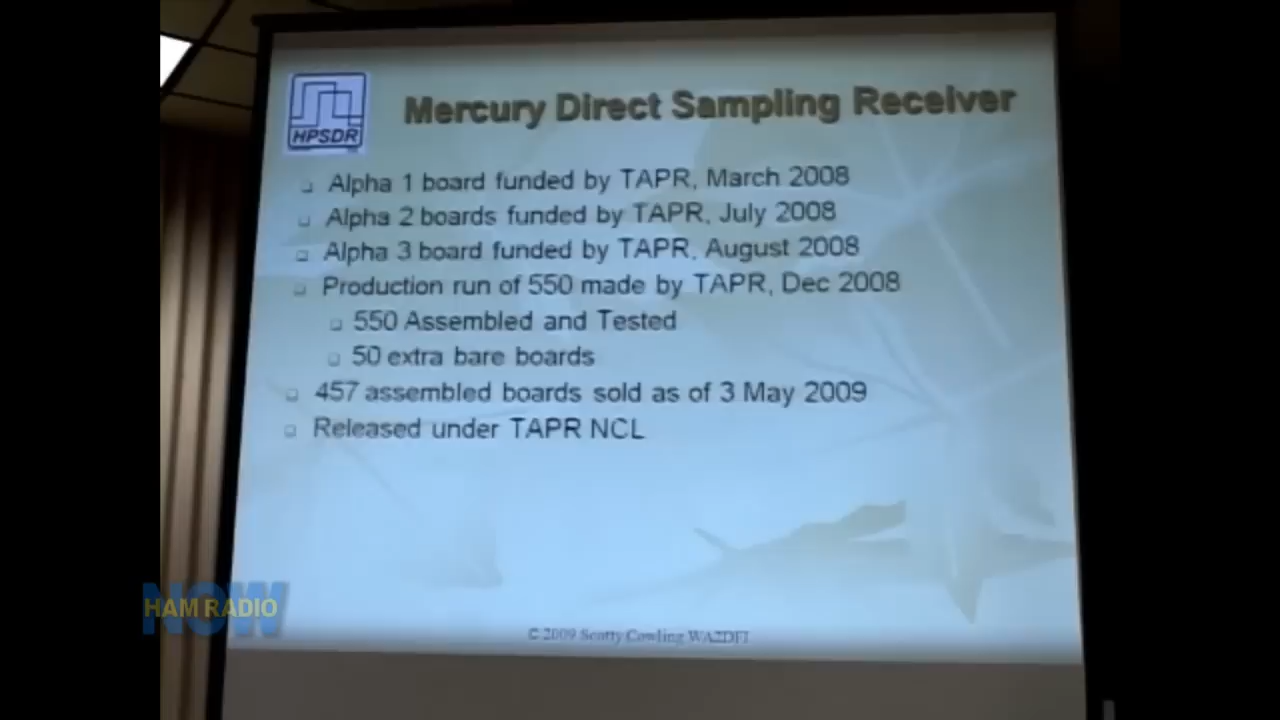 HPSDR
Mercury Direct Sampling Receiver
Alpha 1 board funded by TAPR, March 2008
Alpha 2 boards funded by TAPR, July 2008
Alpha 3 board funded by TAPR, August 2008
Production run of 550 made by TAPR, Dec 2008
550 Assembled and Tested
50 extra bare boards
457 assembled boards sold as of 3 May 2009
Released under TAPR NCL
© 2009 Scotty Cowling WA2DFI
NOW
HAM RADIO